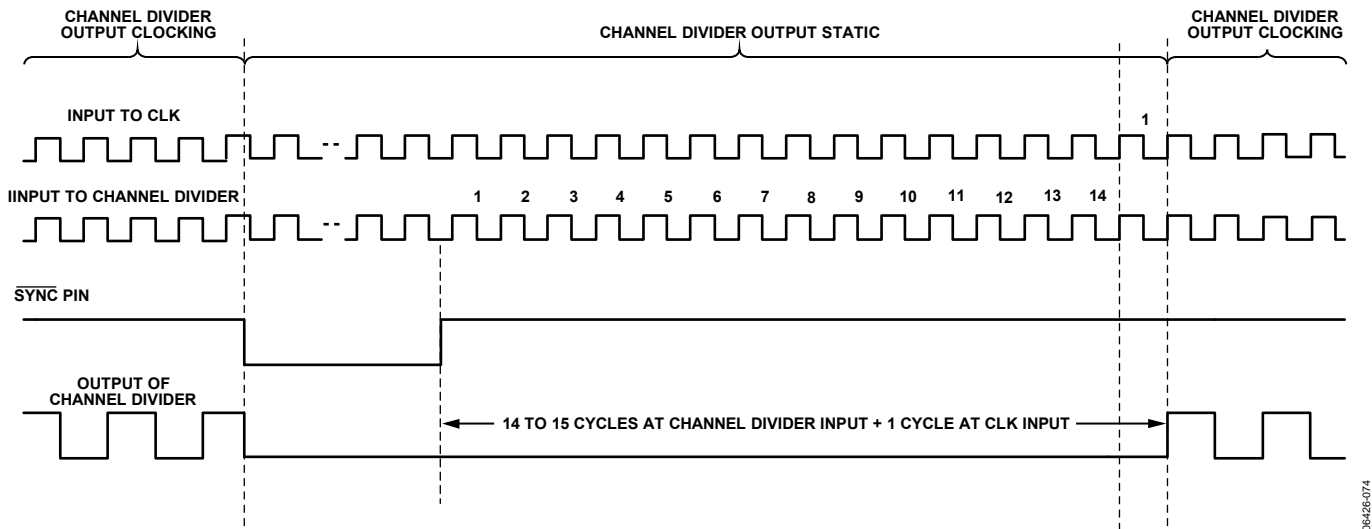 CHANNEL DIVIDER
OUTPUT CLOCKING
CHANNEL DIVIDER OUTPUT STATIC
CHANNEL DIVIDER
OUTPUT CLOCKING
INPUT TO CLK
1
IINPUT TO CHANNEL DIVIDER
1 2 3 4 5 6 7 8 9 10 11 12 13 14
SYNC PIN
OUTPUT OF
CHANNEL DIVIDER
14 TO 15 CYCLES AT CHANNEL DIVIDER INPUT + 1 CYCLE AT CLK INPUT
06426-074